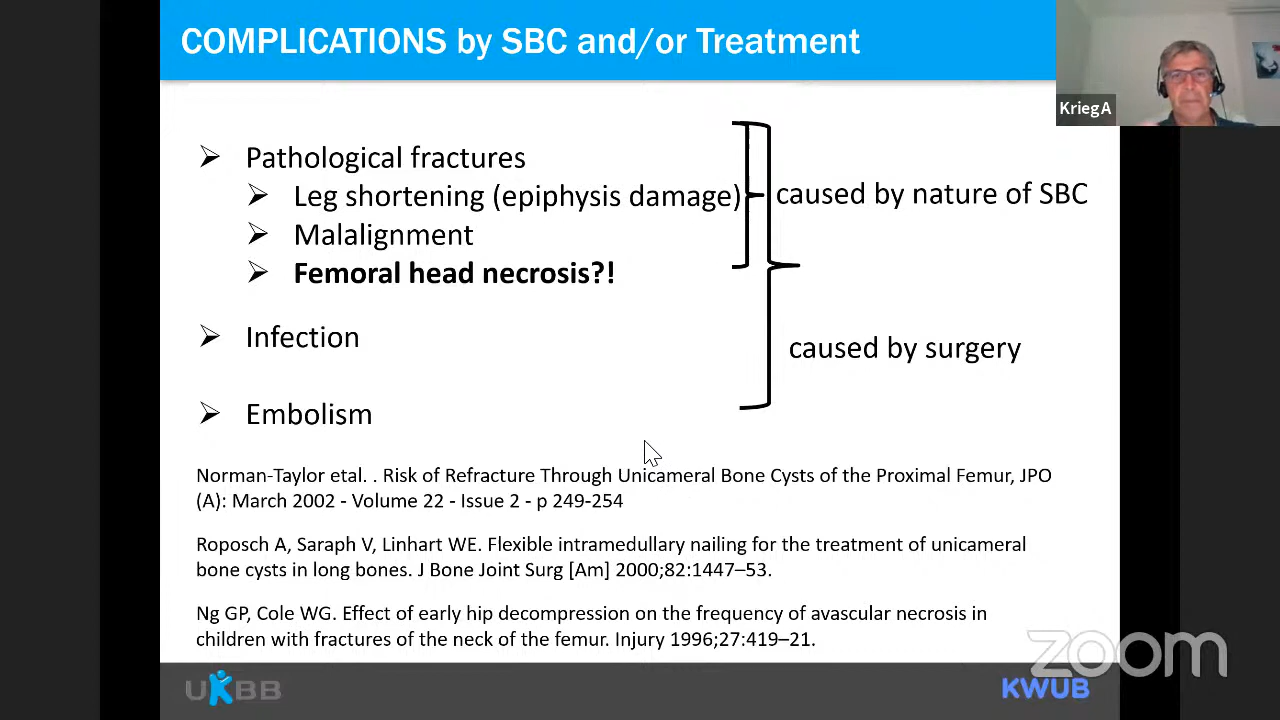 COMPLICATIONS by SBC and/or Treatment
KriegA
Pathological fractures
Leg shortening (epiphysis damage)
caused by nature of SBC
Malalignment
Femoral head necrosis?!
Infection
caused by surgery
Embolism
Norman-Taylor etal. . Risk of Refracture Through Unicameral Bone Cysts of the Proximal Femur, JPO
(A): March 2002 - Volume 22 - Issue 2 - p 249-254
Roposch A, Saraph V, Linhart WE. Flexible intramedullary nailing for the treatment of unicameral
bone cysts in long bones. J Bone Joint Surg [Am] 2000;82:1447–53.
Ng GP, Cole WG. Effect of early hip decompression on the frequency of avascular necrosis in
children with fractures of the neck of the femur. Injury 1996;27:419–21.
zoom
UKBB
KWUB